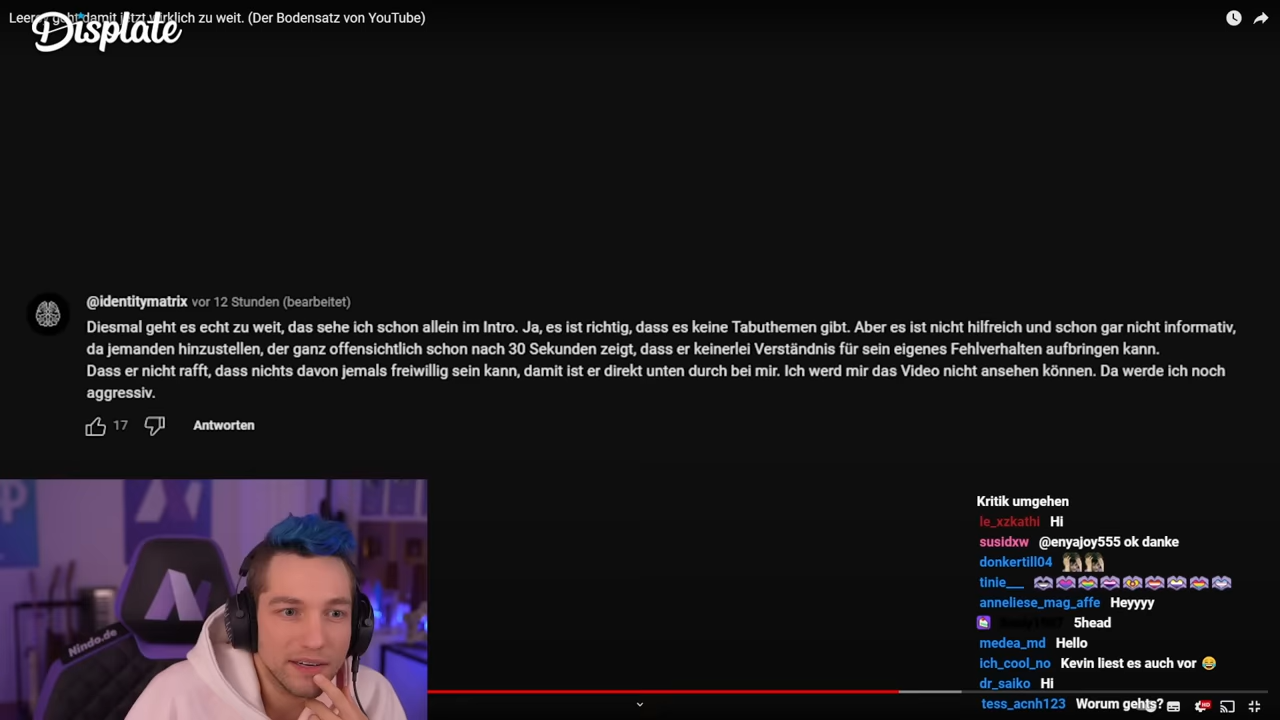 Leeroy geht damit jetzt wirklich zu weit. (Der Bodensatz von YouTube)
Displate
@identitymatrix vor 12 Stunden (bearbeitet)
Diesmal geht es echt zu weit, das sehe ich schon allein im Intro. Ja, es ist richtig, dass es keine Tabuthemen gibt. Aber es ist nicht hilfreich und schon gar nicht informativ,
da jemanden hinzustellen, der ganz offensichtlich schon nach 30 Sekunden zeigt, dass er keinerlei Verständnis für sein eigenes Fehlverhalten aufbringen kann.
Dass er nicht rafft, dass nichts davon jemals freiwillig sein kann, damit ist er direkt unten durch bei mir. Ich werd mir das Video nicht ansehen können. Da werde ich noch
aggressiv.
17 Antworten
Nindo.de
Kritik umgehen
le_xzkathi Hi
susidxw @enyajoy555 ok danke
donkertill04
tinie___
anneliese_mag_affe Heyyyy
5head
medea_md Hello
ich_cool_no Kevin liest es auch vor 😂
dr_saiko Hi
tess_acnh123 Worum gehts?
HD